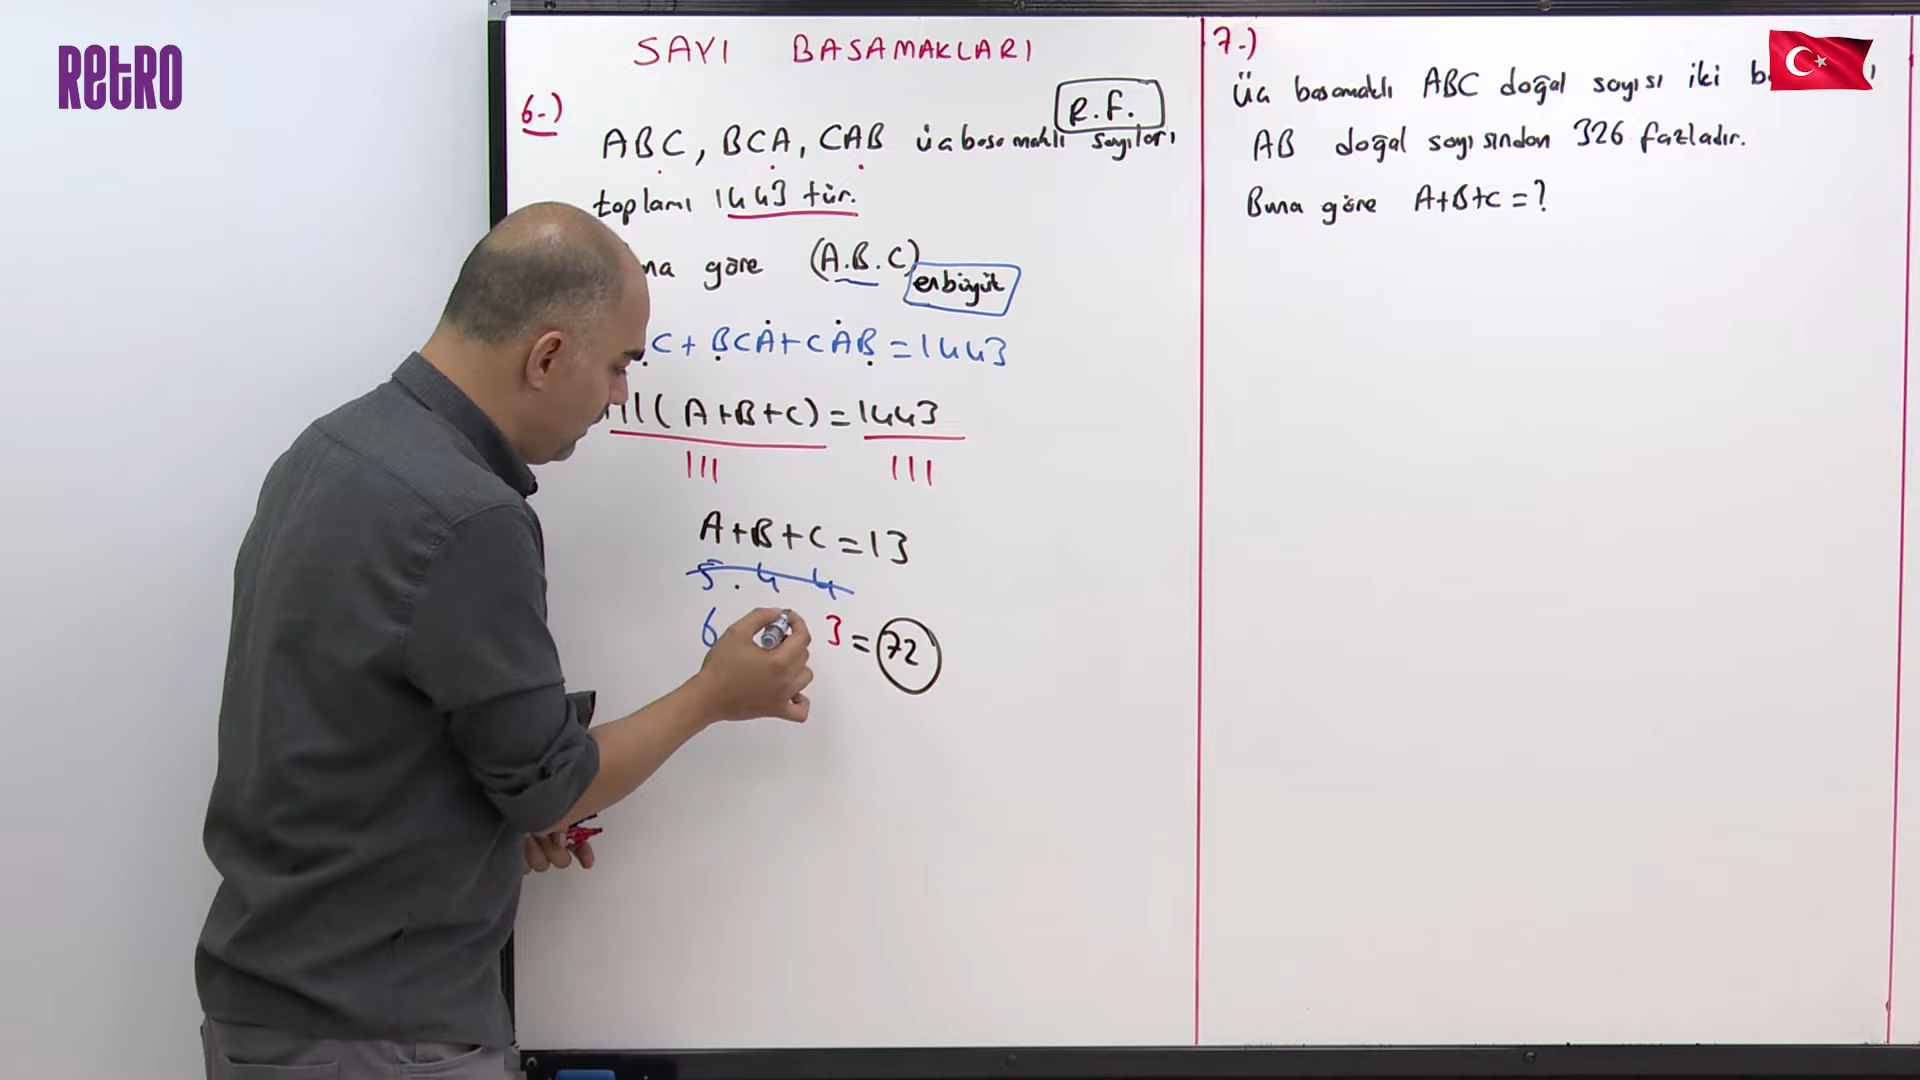 RETRO
SAYI BASAMAKLARI
6-)
R.F.
ABC, BCA, CAB üç basamaklı sayıları
toplamı 1443 tür.
göre (A.B.C) en büyük
C + BCA + CAB = 1443
111(A+B+C) = 1443
111 111
A+B+C = 13
5.4 4
6 3 = 72
7-)
Üç basamaklı ABC doğal sayısı iki
AB doğal sayısından 326 fazladır.
Buna göre A+B+C = ?